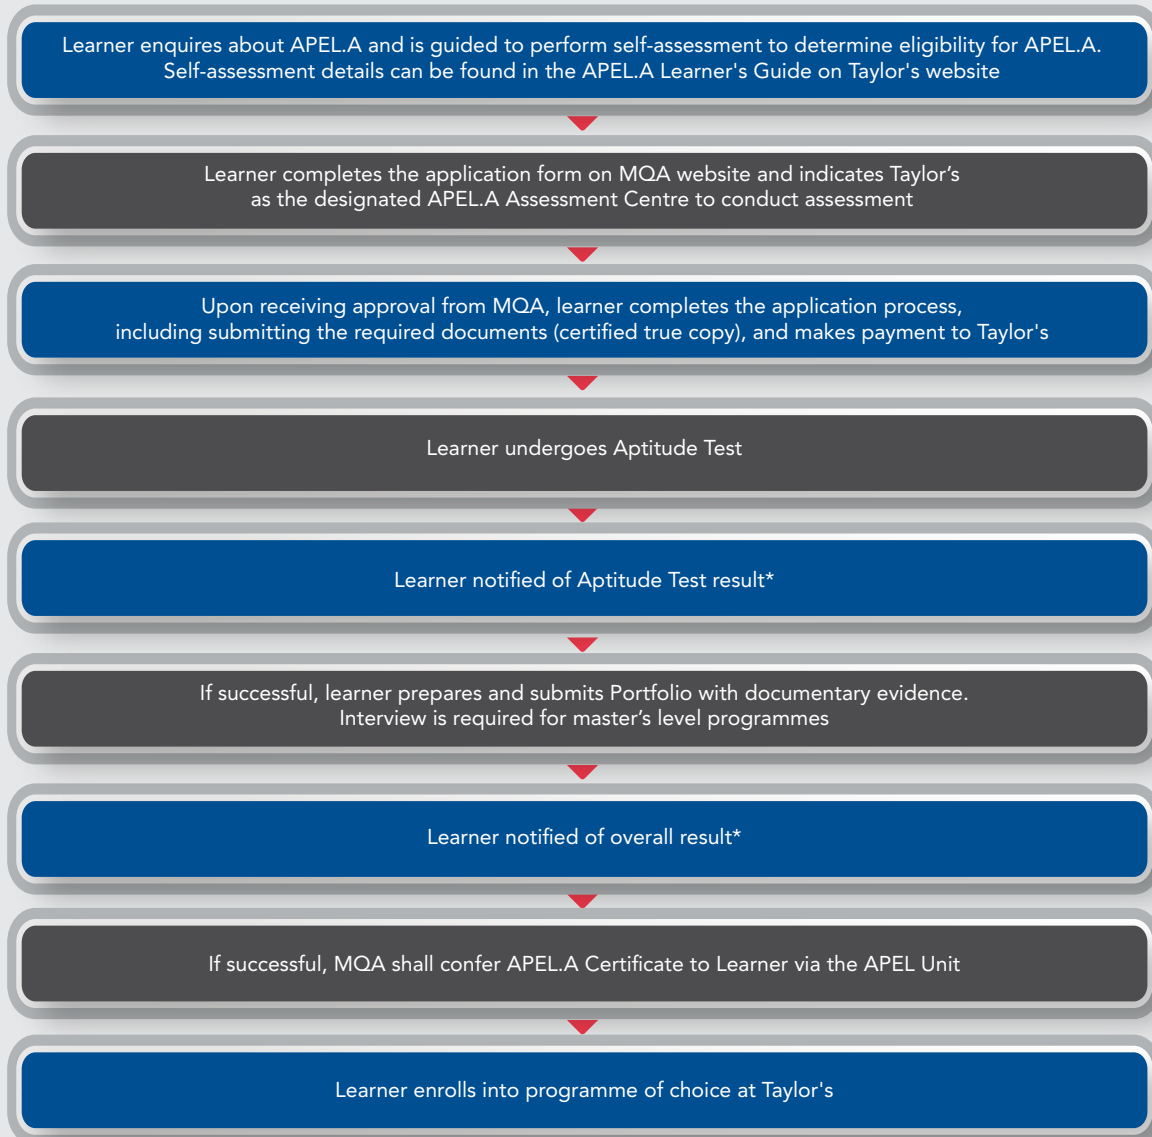 Learner enquires about APEL.A and is guided to perform self-assessment to determine eligibility for APEL.A.
Self-assessment details can be found in the APEL.A Learner's Guide on Taylor's website
Learner completes the application form on MQA website and indicates Taylor’s
as the designated APEL.A Assessment Centre to conduct assessment
Upon receiving approval from MQA, learner completes the application process,
including submitting the required documents (certified true copy), and makes payment to Taylor's
Learner undergoes Aptitude Test
Learner notified of Aptitude Test result*
If successful, learner prepares and submits Portfolio with documentary evidence.
Interview is required for master’s level programmes
Learner notified of overall result*
If successful, MQA shall confer APEL.A Certificate to Learner via the APEL Unit
Learner enrolls into programme of choice at Taylor's